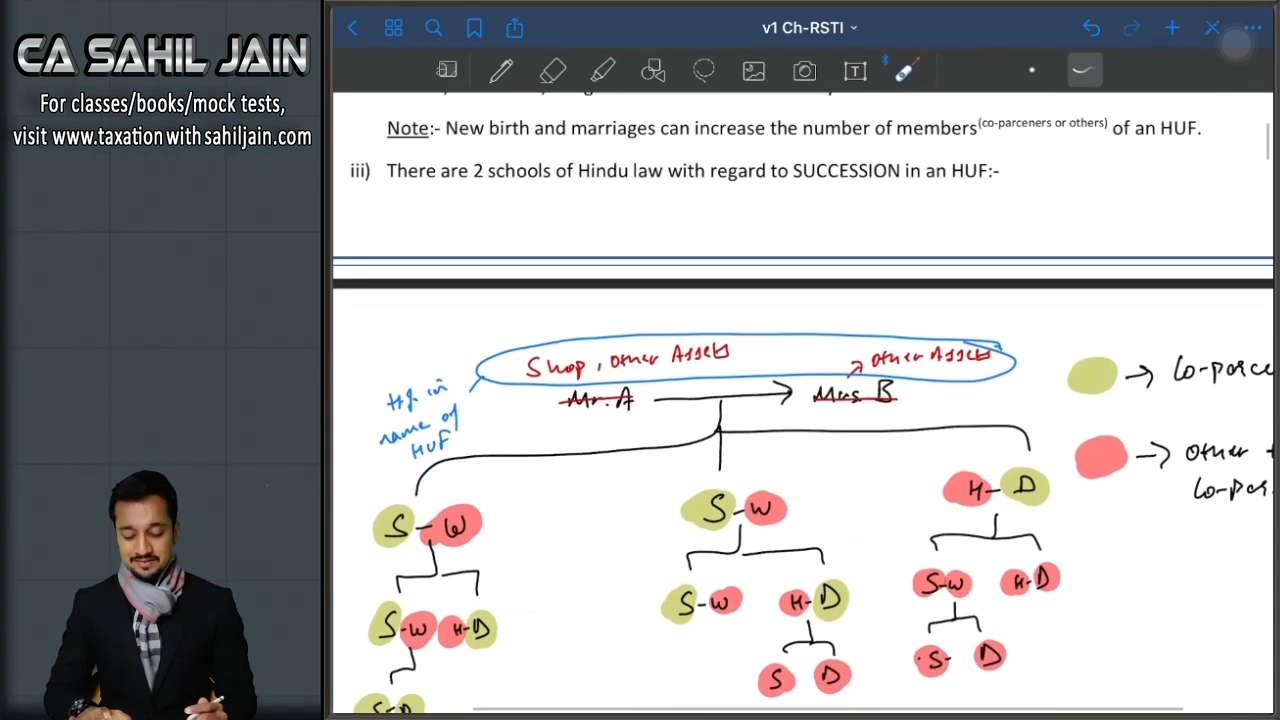 CA SAHIL JAIN
For classes/books/mock tests,
visit www.taxation with sahiljain.com
v1 Ch-RSTI
T
Note:- New birth and marriages can increase the number of members(co-parceners or others) of an HUF.
iii) There are 2 schools of Hindu law with regard to SUCCESSION in an HUF:-
Shop, other Assets
other Assets
Mr. A
Mrs. B
name of
HUF
Co-parce
other
Co-par
S - W
S - W
H - D
S-W H-D
S-W H-D
S-W H-D
S D
S- D
S-D